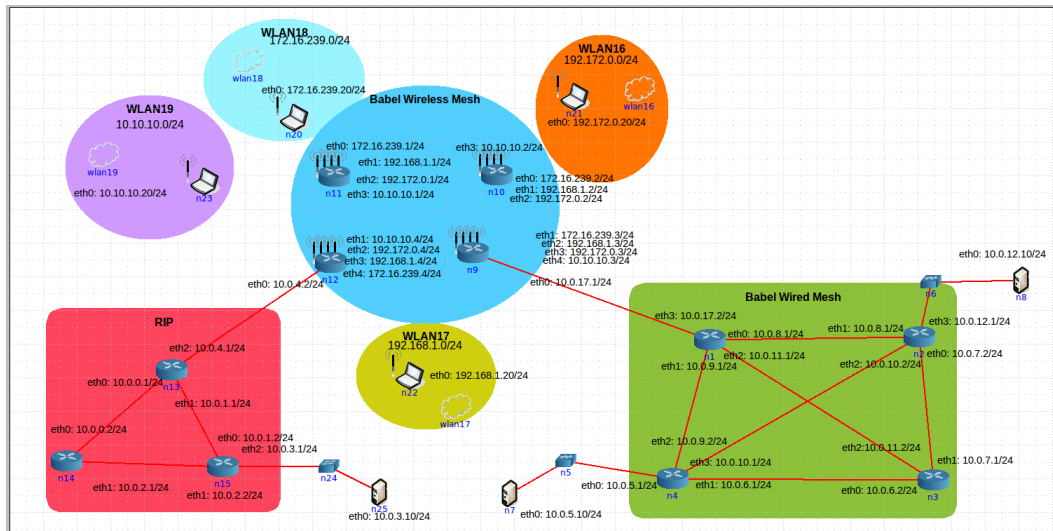 WLAN18
172.16.239.0/24
wlan18
eth0: 172.16.239.20/24
n20
WLAN16
192.172.0.0/24
n21
wlan16
eth0: 192.172.0.20/24
WLAN19
10.10.10.0/24
wlan19
eth0: 10.10.10.20/24
n23
Babel Wireless Mesh
eth0: 172.16.239.1/24
eth1: 192.168.1.1/24
eth2: 192.172.0.1/24
eth3: 10.10.10.1/24
n11
eth3: 10.10.10.2/24
eth0: 172.16.239.2/24
eth1: 192.168.1.2/24
eth2: 192.172.0.2/24
n10
eth1: 10.10.10.4/24
eth2: 192.172.0.4/24
eth3: 192.168.1.4/24
eth4: 172.16.239.4/24
n12
eth0: 10.0.4.2/24
eth1: 172.16.239.3/24
eth2: 192.168.1.3/24
eth3: 192.172.0.3/24
eth4: 10.10.10.3/24
n9
eth0: 10.0.17.1/24
RIP
eth2: 10.0.4.1/24
n13
eth0: 10.0.0.1/24
eth1: 10.0.1.1/24
eth0: 10.0.0.2/24
n14
eth1: 10.0.2.1/24
eth0: 10.0.1.2/24
eth2: 10.0.3.1/24
n15
eth1: 10.0.2.2/24
n24
n25
eth0: 10.0.3.10/24
WLAN17
192.168.1.0/24
eth0: 192.168.1.20/24
n22
wlan17
Babel Wired Mesh
eth3: 10.0.17.2/24
eth0: 10.0.8.1/24
n1
eth2: 10.0.11.1/24
eth1: 10.0.9.1/24
eth1: 10.0.8.1/24
eth3: 10.0.12.1/24
n2
eth0: 10.0.7.2/24
eth2: 10.0.10.2/24
n6
eth0: 10.0.12.10/24
n8
eth2: 10.0.9.2/24
eth3: 10.0.10.1/24
eth0: 10.0.5.1/24
n4
eth1: 10.0.6.1/24
eth2:10.0.11.2/24
eth1: 10.0.7.1/24
eth0: 10.0.6.2/24
n3
n5
n7
eth0: 10.0.5.10/24